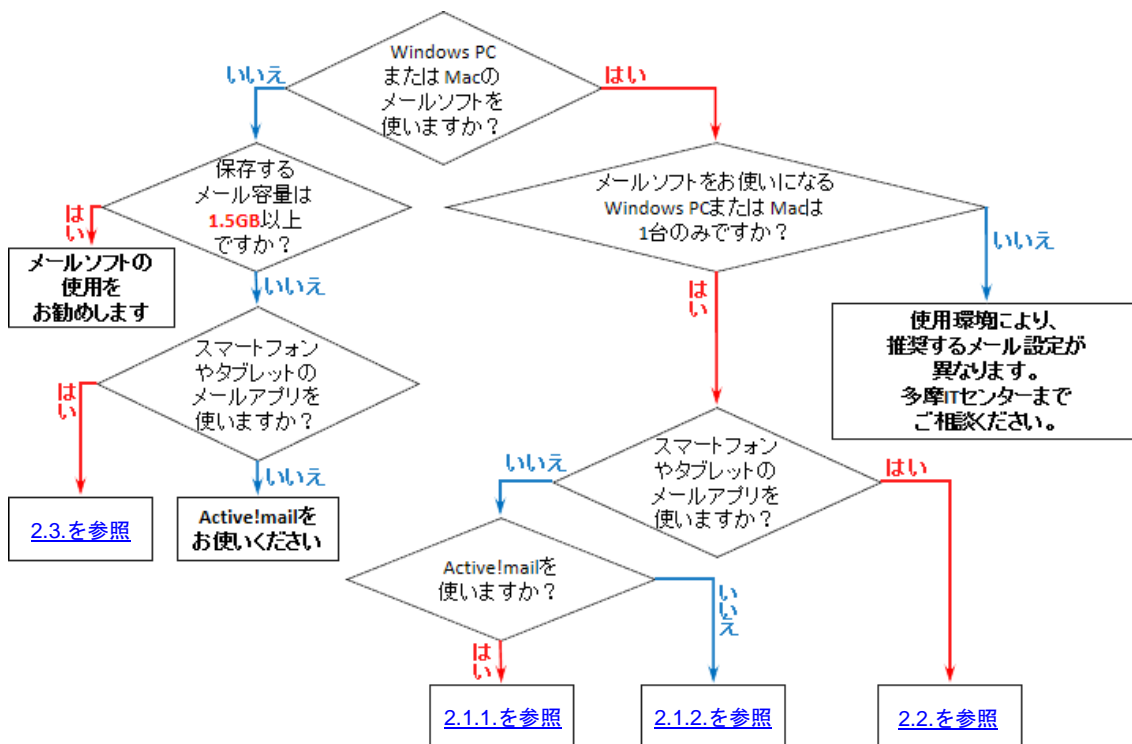 Windows PC
または Macの
メールソフトを
使いますか？
いいえ
はい
保存する
メール容量は
1.5GB以上
ですか？
メールソフトをお使いになる
Windows PCまたは Macは
1台のみですか？
はい
いいえ
メールソフトの
使用を
お勧めします
いいえ
はい
使用環境により、
推奨するメール設定が
異なります。
多摩ITセンターまで
ご相談ください。
スマートフォン
やタブレットの
メールアプリを
使いますか？
はい
いいえ
スマートフォン
やタブレットの
メールアプリを
使いますか？
いいえ
はい
2.3.を参照
Active!mailを
お使いください
Active!mailを
使いますか？
いいえ
はい
2.1.1.を参照
2.1.2.を参照
2.2.を参照